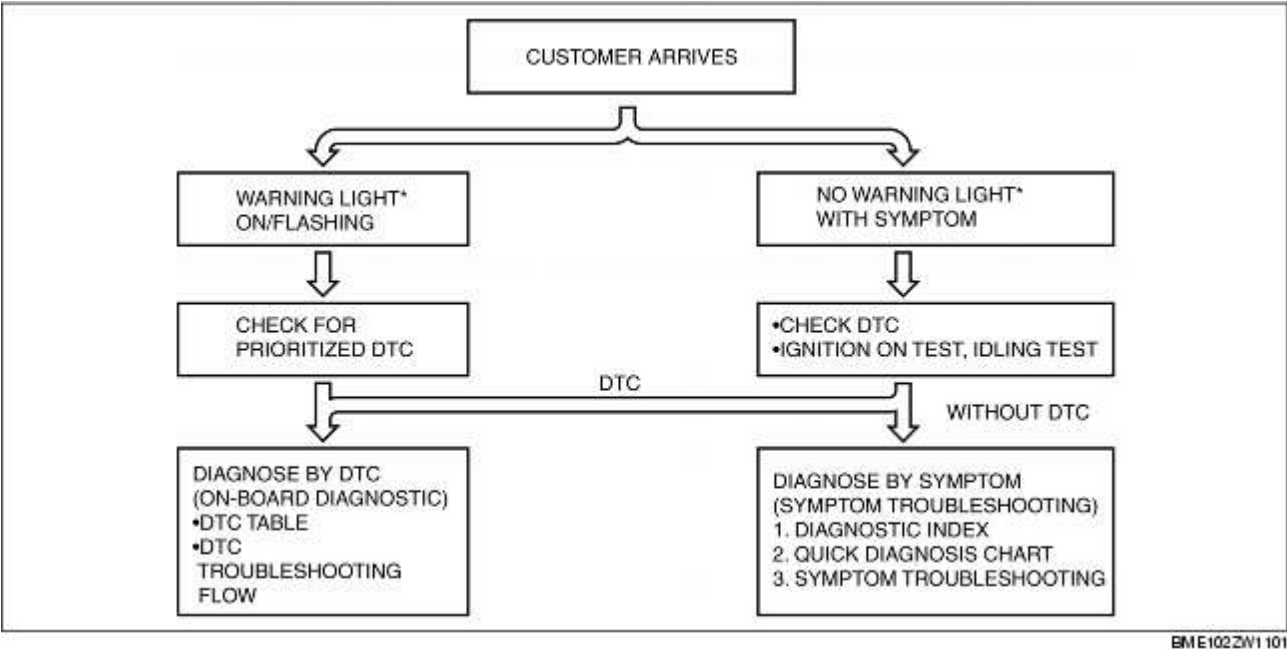 CUSTOMER ARRIVES
WARNING LIGHT*
ON/FLASHING
NO WARNING LIGHT*
WITH SYMPTOM
CHECK FOR
PRIORITIZED DTC
•CHECK DTC
•IGNITION ON TEST, IDLING TEST
DTC
WITHOUT DTC
DIAGNOSE BY DTC
(ON-BOARD DIAGNOSTIC)
•DTC TABLE
•DTC
TROUBLESHOOTING
FLOW
DIAGNOSE BY SYMPTOM
(SYMPTOM TROUBLESHOOTING)
1. DIAGNOSTIC INDEX
2. QUICK DIAGNOSIS CHART
3. SYMPTOM TROUBLESHOOTING
BME102ZW1101